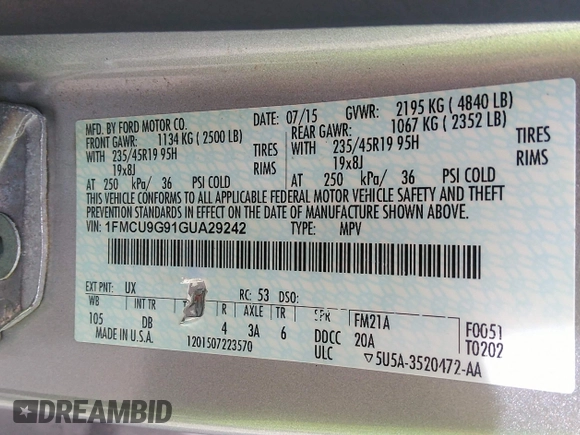 MFD. BY FORD MOTOR CO.
DATE: 07/15 GVWR: 2195 KG ( 4840 LB)
FRONT GAWR: 1134 KG ( 2500 LB) REAR GAWR: 1067 KG ( 2352 LB)
WITH 235/45R19 95H TIRES WITH 235/45R19 95H TIRES
19x8J RIMS 19x8J RIMS
AT 250 kPa/ 36 PSI COLD AT 250 kPa/ 36 PSI COLD
THIS VEHICLE CONFORMS TO ALL APPLICABLE FEDERAL MOTOR VEHICLE SAFETY AND THEFT
PREVENTION STANDARDS IN EFFECT ON THE DATE OF MANUFACTURE SHOWN ABOVE.
VIN: 1FMCU9G91GUA29242 TYPE: MPV
EXT PNT: UX RC: 53 DSO:
WB INT TR R AXLE TR SPR FM21A F0051
105 DB 4 3A 6 DDCC 20A T0202
MADE IN U.S.A. 1201507223570 ULC ▽5U5A-3520472-AA
DREAMBID